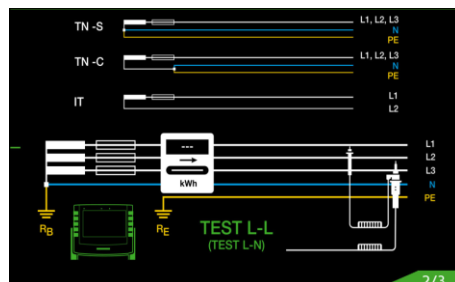 TN -S
L1, L2, L3
N
PE
TN -C
L1, L2, L3
N
PE
IT
L1
L2
---
kWh
L1
L2
L3
N
PE
RB
RE
TEST L-L
(TEST L-N)
2/3